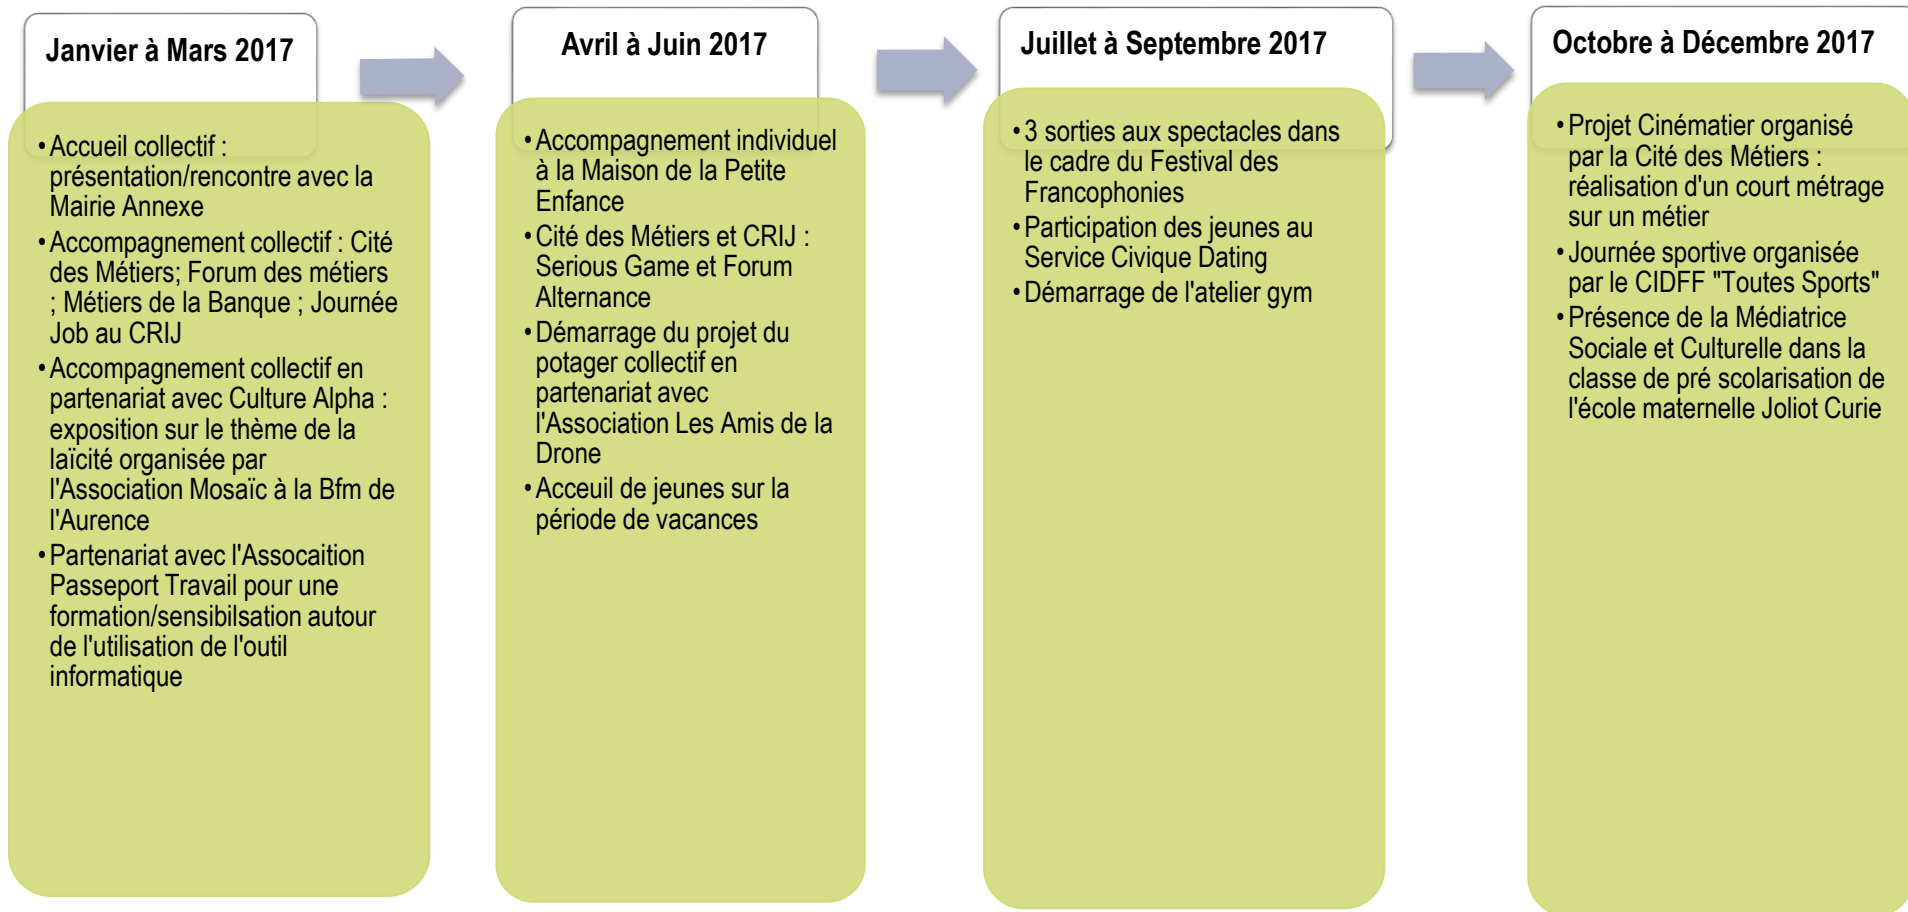 Janvier à Mars 2017
• Accueil collectif :
présentation/rencontre avec la
Mairie Annexe
• Accompagnement collectif : Cité
des Métiers; Forum des métiers
; Métiers de la Banque ; Journée
Job au CRIJ
• Accompagnement collectif en
partenariat avec Culture Alpha :
exposition sur le thème de la
laïcité organisée par
l'Association Mosaïc à la Bfm de
l'Aurence
• Partenariat avec l'Assocaition
Passeport Travail pour une
formation/sensibilsation autour
de l'utilisation de l'outil
informatique
Avril à Juin 2017
• Accompagnement individuel
à la Maison de la Petite
Enfance
• Cité des Métiers et CRIJ :
Serious Game et Forum
Alternance
• Démarrage du projet du
potager collectif en
partenariat avec
l'Association Les Amis de la
Drone
• Acceuil de jeunes sur la
période de vacances
Juillet à Septembre 2017
• 3 sorties aux spectacles dans
le cadre du Festival des
Francophonies
• Participation des jeunes au
Service Civique Dating
• Démarrage de l'atelier gym
Octobre à Décembre 2017
• Projet Cinématier organisé
par la Cité des Métiers :
réalisation d'un court métrage
sur un métier
• Journée sportive organisée
par le CIDFF "Toutes Sports"
• Présence de la Médiatrice
Sociale et Culturelle dans la
classe de pré scolarisation de
l'école maternelle Joliot Curie